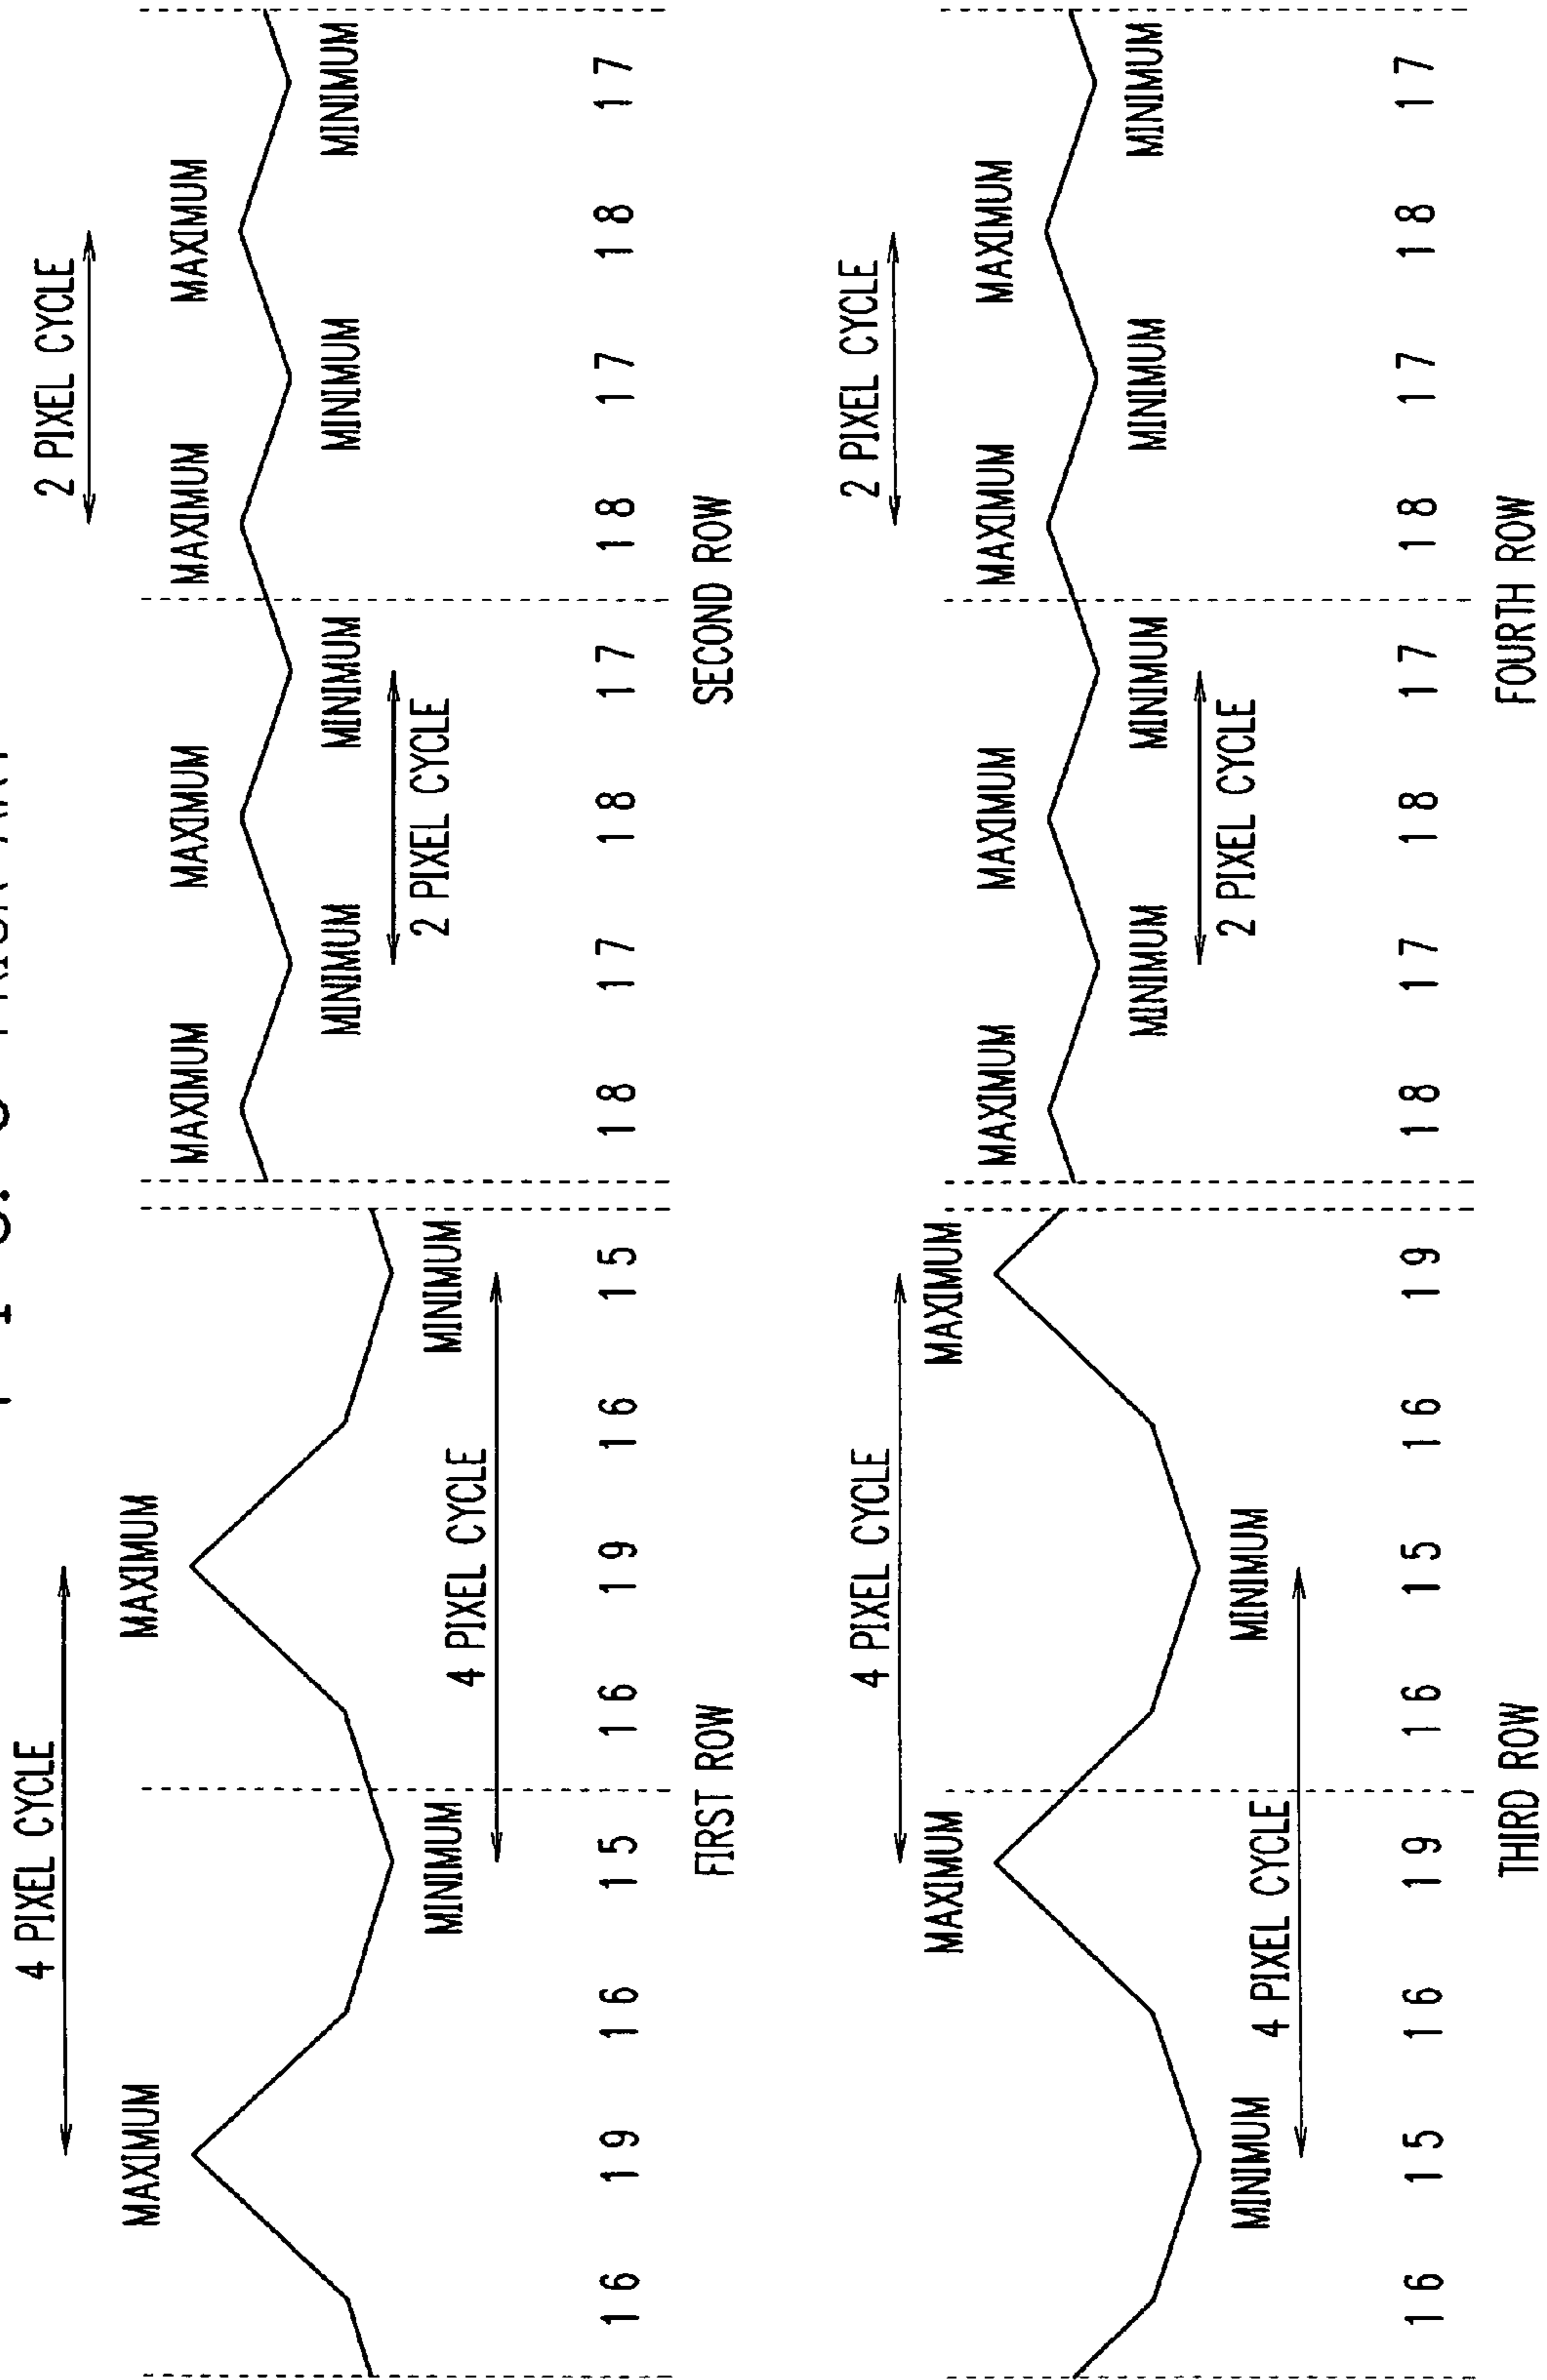 PRIOR ART
4 PIXEL CYCLE
MAXIMUM MAXIMUM
MINIMUM MINIMUM
4 PIXEL CYCLE
16 19 16 15 16 19 16 15
FIRST ROW
2 PIXEL CYCLE
MAXIMUM MAXIMUM MAXIMUM MAXIMUM
MINIMUM MINIMUM MINIMUM MINIMUM
2 PIXEL CYCLE
18 17 18 17 18 17 18 17
SECOND ROW
4 PIXEL CYCLE
MAXIMUM MAXIMUM
MINIMUM MINIMUM
4 PIXEL CYCLE
16 15 16 19 16 15 16 19
THIRD ROW
2 PIXEL CYCLE
MAXIMUM MAXIMUM MAXIMUM MAXIMUM
MINIMUM MINIMUM MINIMUM MINIMUM
2 PIXEL CYCLE
18 17 18 17 18 17 18 17
FOURTH ROW